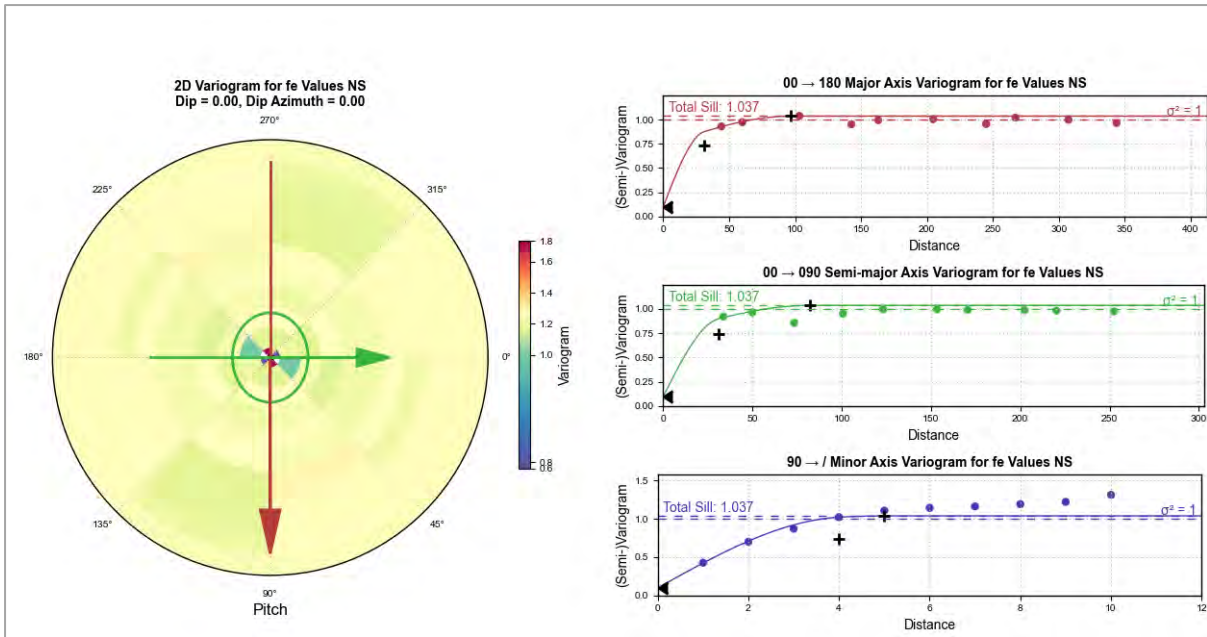 2D Variogram for fe Values NS
Dip = 0.00, Dip Azimuth = 0.00
270°
225°
315°
180°
0°
135°
45°
90°
Pitch
1.8
1.6
1.4
1.2
1.0
0.8
0.6
Variogram
00 → 180 Major Axis Variogram for fe Values NS
Total Sill: 1.037
σ² = 1
1.00
0.75
0.50
0.25
0.00
(Semi-)Variogram
0 50 100 150 200 250 300 350 400
Distance
00 → 090 Semi-major Axis Variogram for fe Values NS
Total Sill: 1.037
σ² = 1
1.00
0.75
0.50
0.25
0.00
(Semi-)Variogram
0 50 100 150 200 250 300
Distance
90 → / Minor Axis Variogram for fe Values NS
1.5
Total Sill: 1.037
σ² = 1
1.0
0.5
0.0
(Semi-)Variogram
0 2 4 6 8 10 12
Distance